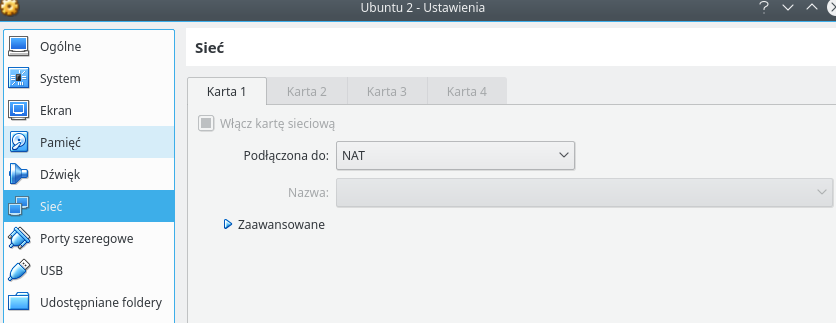 Ubuntu 2 - Ustawienia
Ogólne
System
Ekran
Pamięć
Dźwięk
Sieć
Porty szeregowe
USB
Udostępniane foldery
Sieć
Karta 1 Karta 2 Karta 3 Karta 4
Włącz kartę sieciową
Podłączona do: NAT
Nazwa:
Zaawansowane